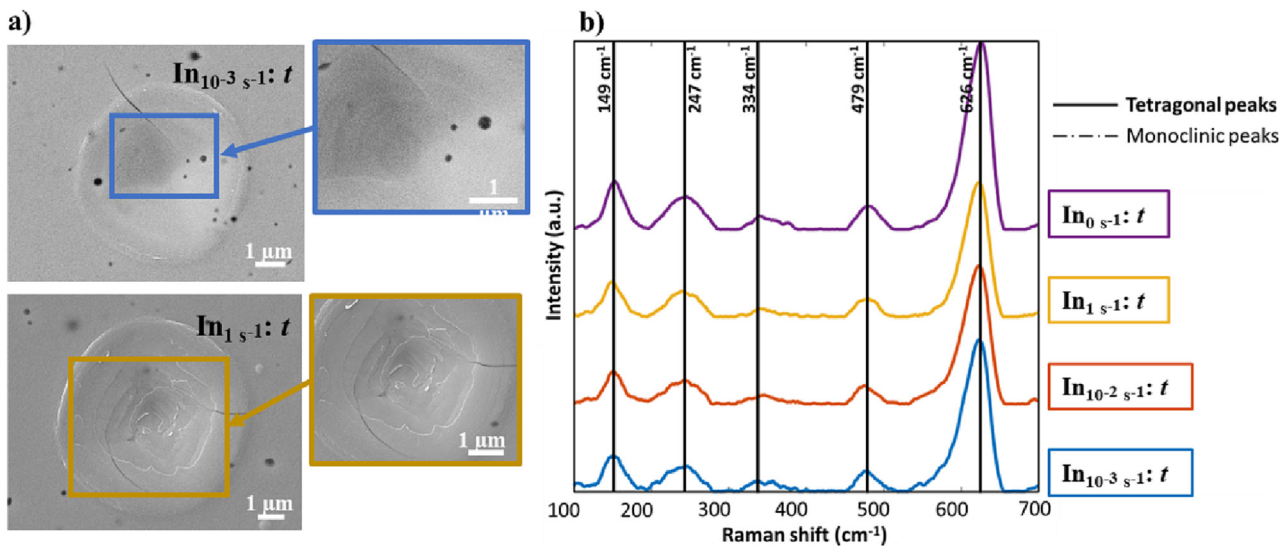 a)
In10-3 s-1: t
1 μm
1
μm
In1 s-1: t
1 μm
1 μm
b)
149 cm-1
247 cm-1
334 cm-1
479 cm-1
626 cm-1
Intensity (a.u.)
100 200 300 400 500 600 700
Raman shift (cm-1)
Tetragonal peaks
Monoclinic peaks
In0 s-1: t
In1 s-1: t
In10-2 s-1: t
In10-3 s-1: t